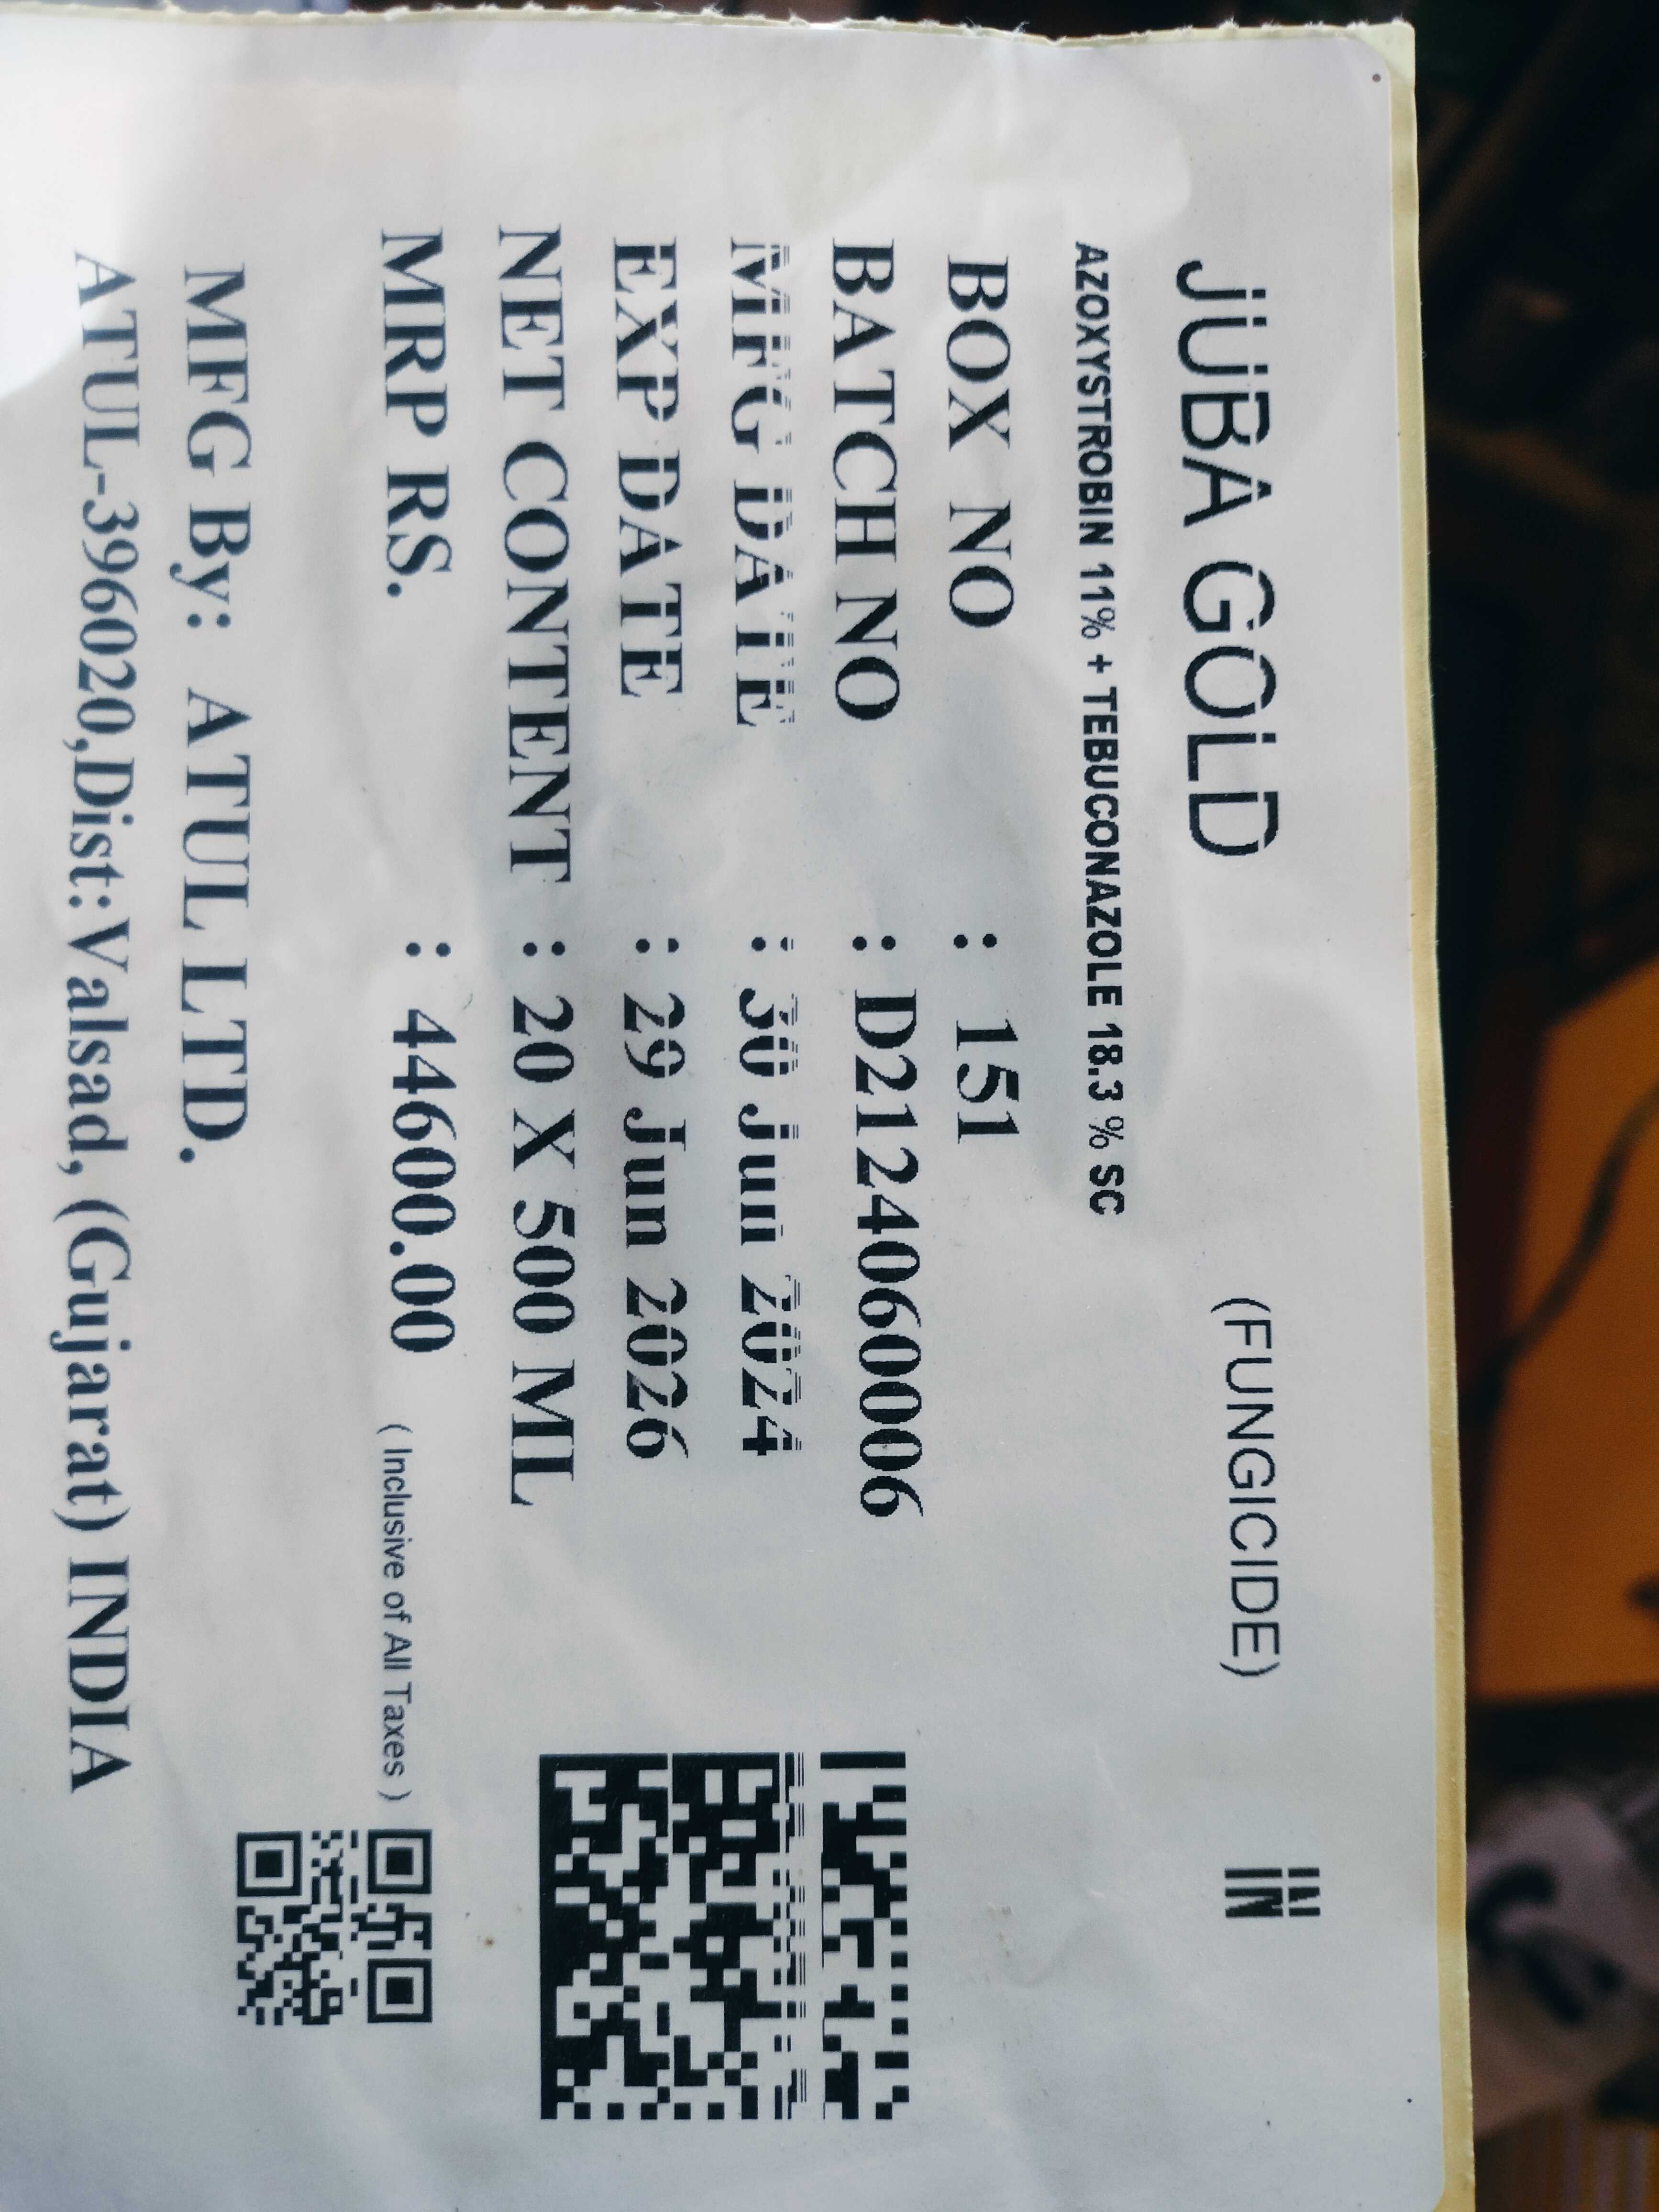 JUBA GOLD (FUNGICIDE) IN
AZOXYSTROBIN 11% + TEBUCONAZOLE 18.3 % SC
BOX NO : 151
BATCH NO : D212406006
MFG DATE : 30 Jun 2024
EXP DATE : 29 Jun 2026
NET CONTENT : 20 X 500 ML
MRP RS. : 44600.00 ( Inclusive of All Taxes )
MFG By: ATUL LTD.
ATUL-396020,Dist:Valsad, (Gujarat) INDIA